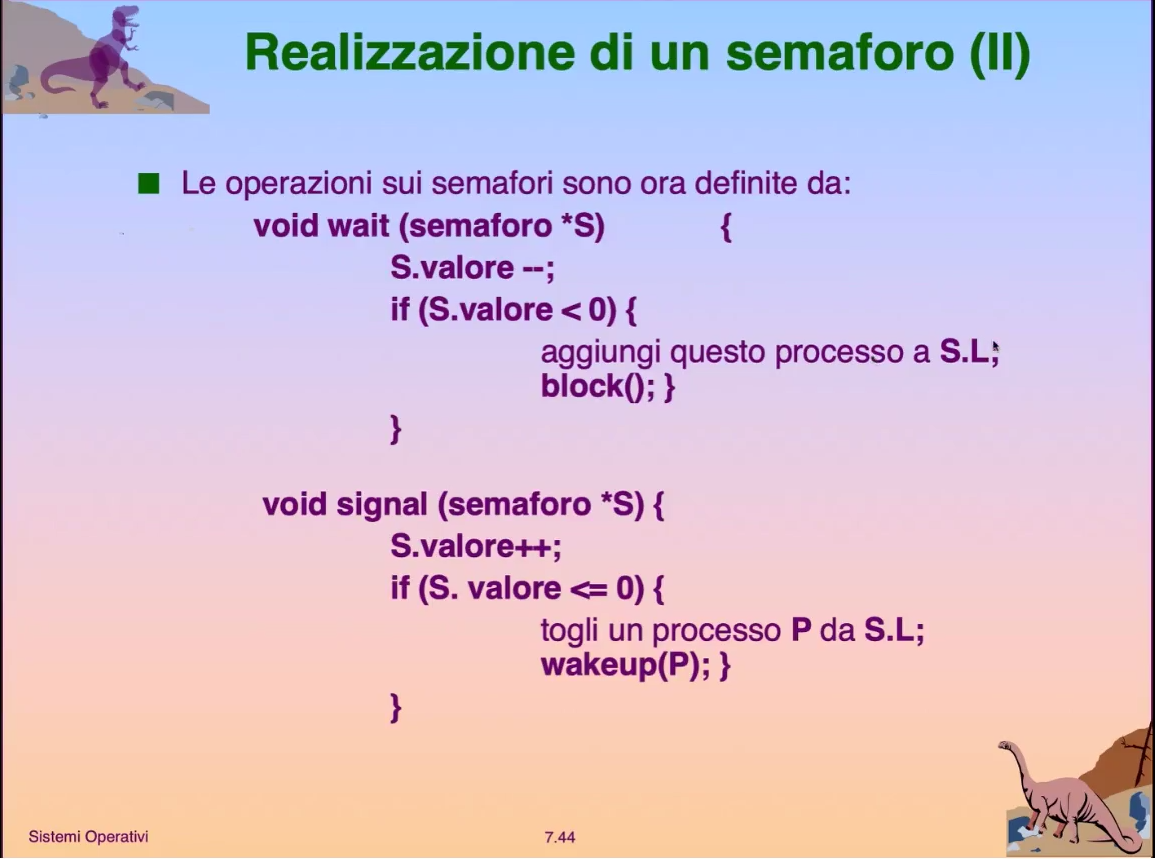 Realizzazione di un semaforo (II)
Le operazioni sui semafori sono ora definite da:
void wait (semaforo *S) {
S.valore --;
if (S.valore < 0) {
aggiungi questo processo a S.L;
block(); }
}
void signal (semaforo *S) {
S.valore++;
if (S. valore <= 0) {
togli un processo P da S.L;
wakeup(P); }
}
Sistemi Operativi 7.44